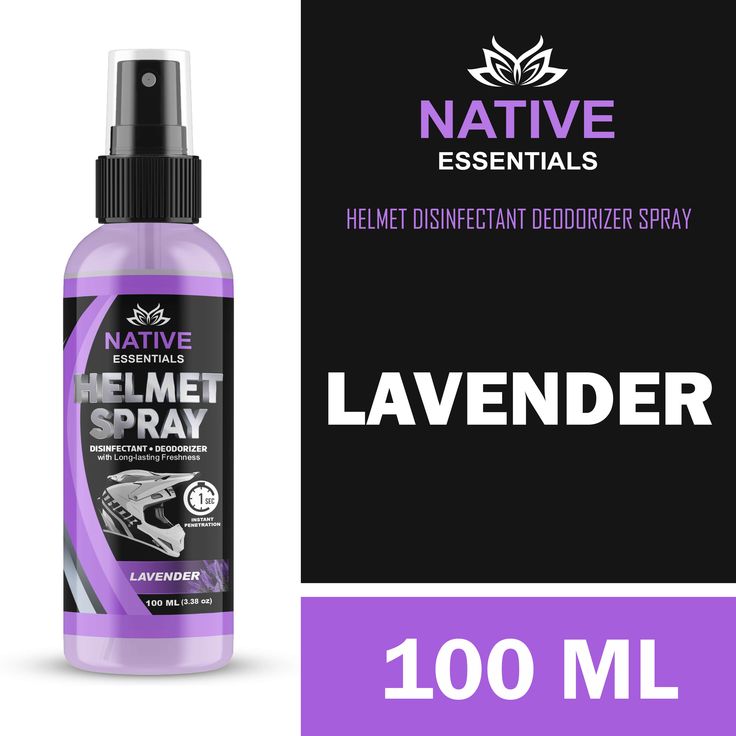 NATIVE
ESSENTIALS
HELMET
SPRAY
DISINFECTANT • DEODORIZER
with Long-lasting Freshness
1
SEC
INSTANT
PENETRATION
LAVENDER
100 ML (3.38 oz)
NATIVE
ESSENTIALS
HELMET DISINFECTANT DEODORIZER SPRAY
LAVENDER
100 ML